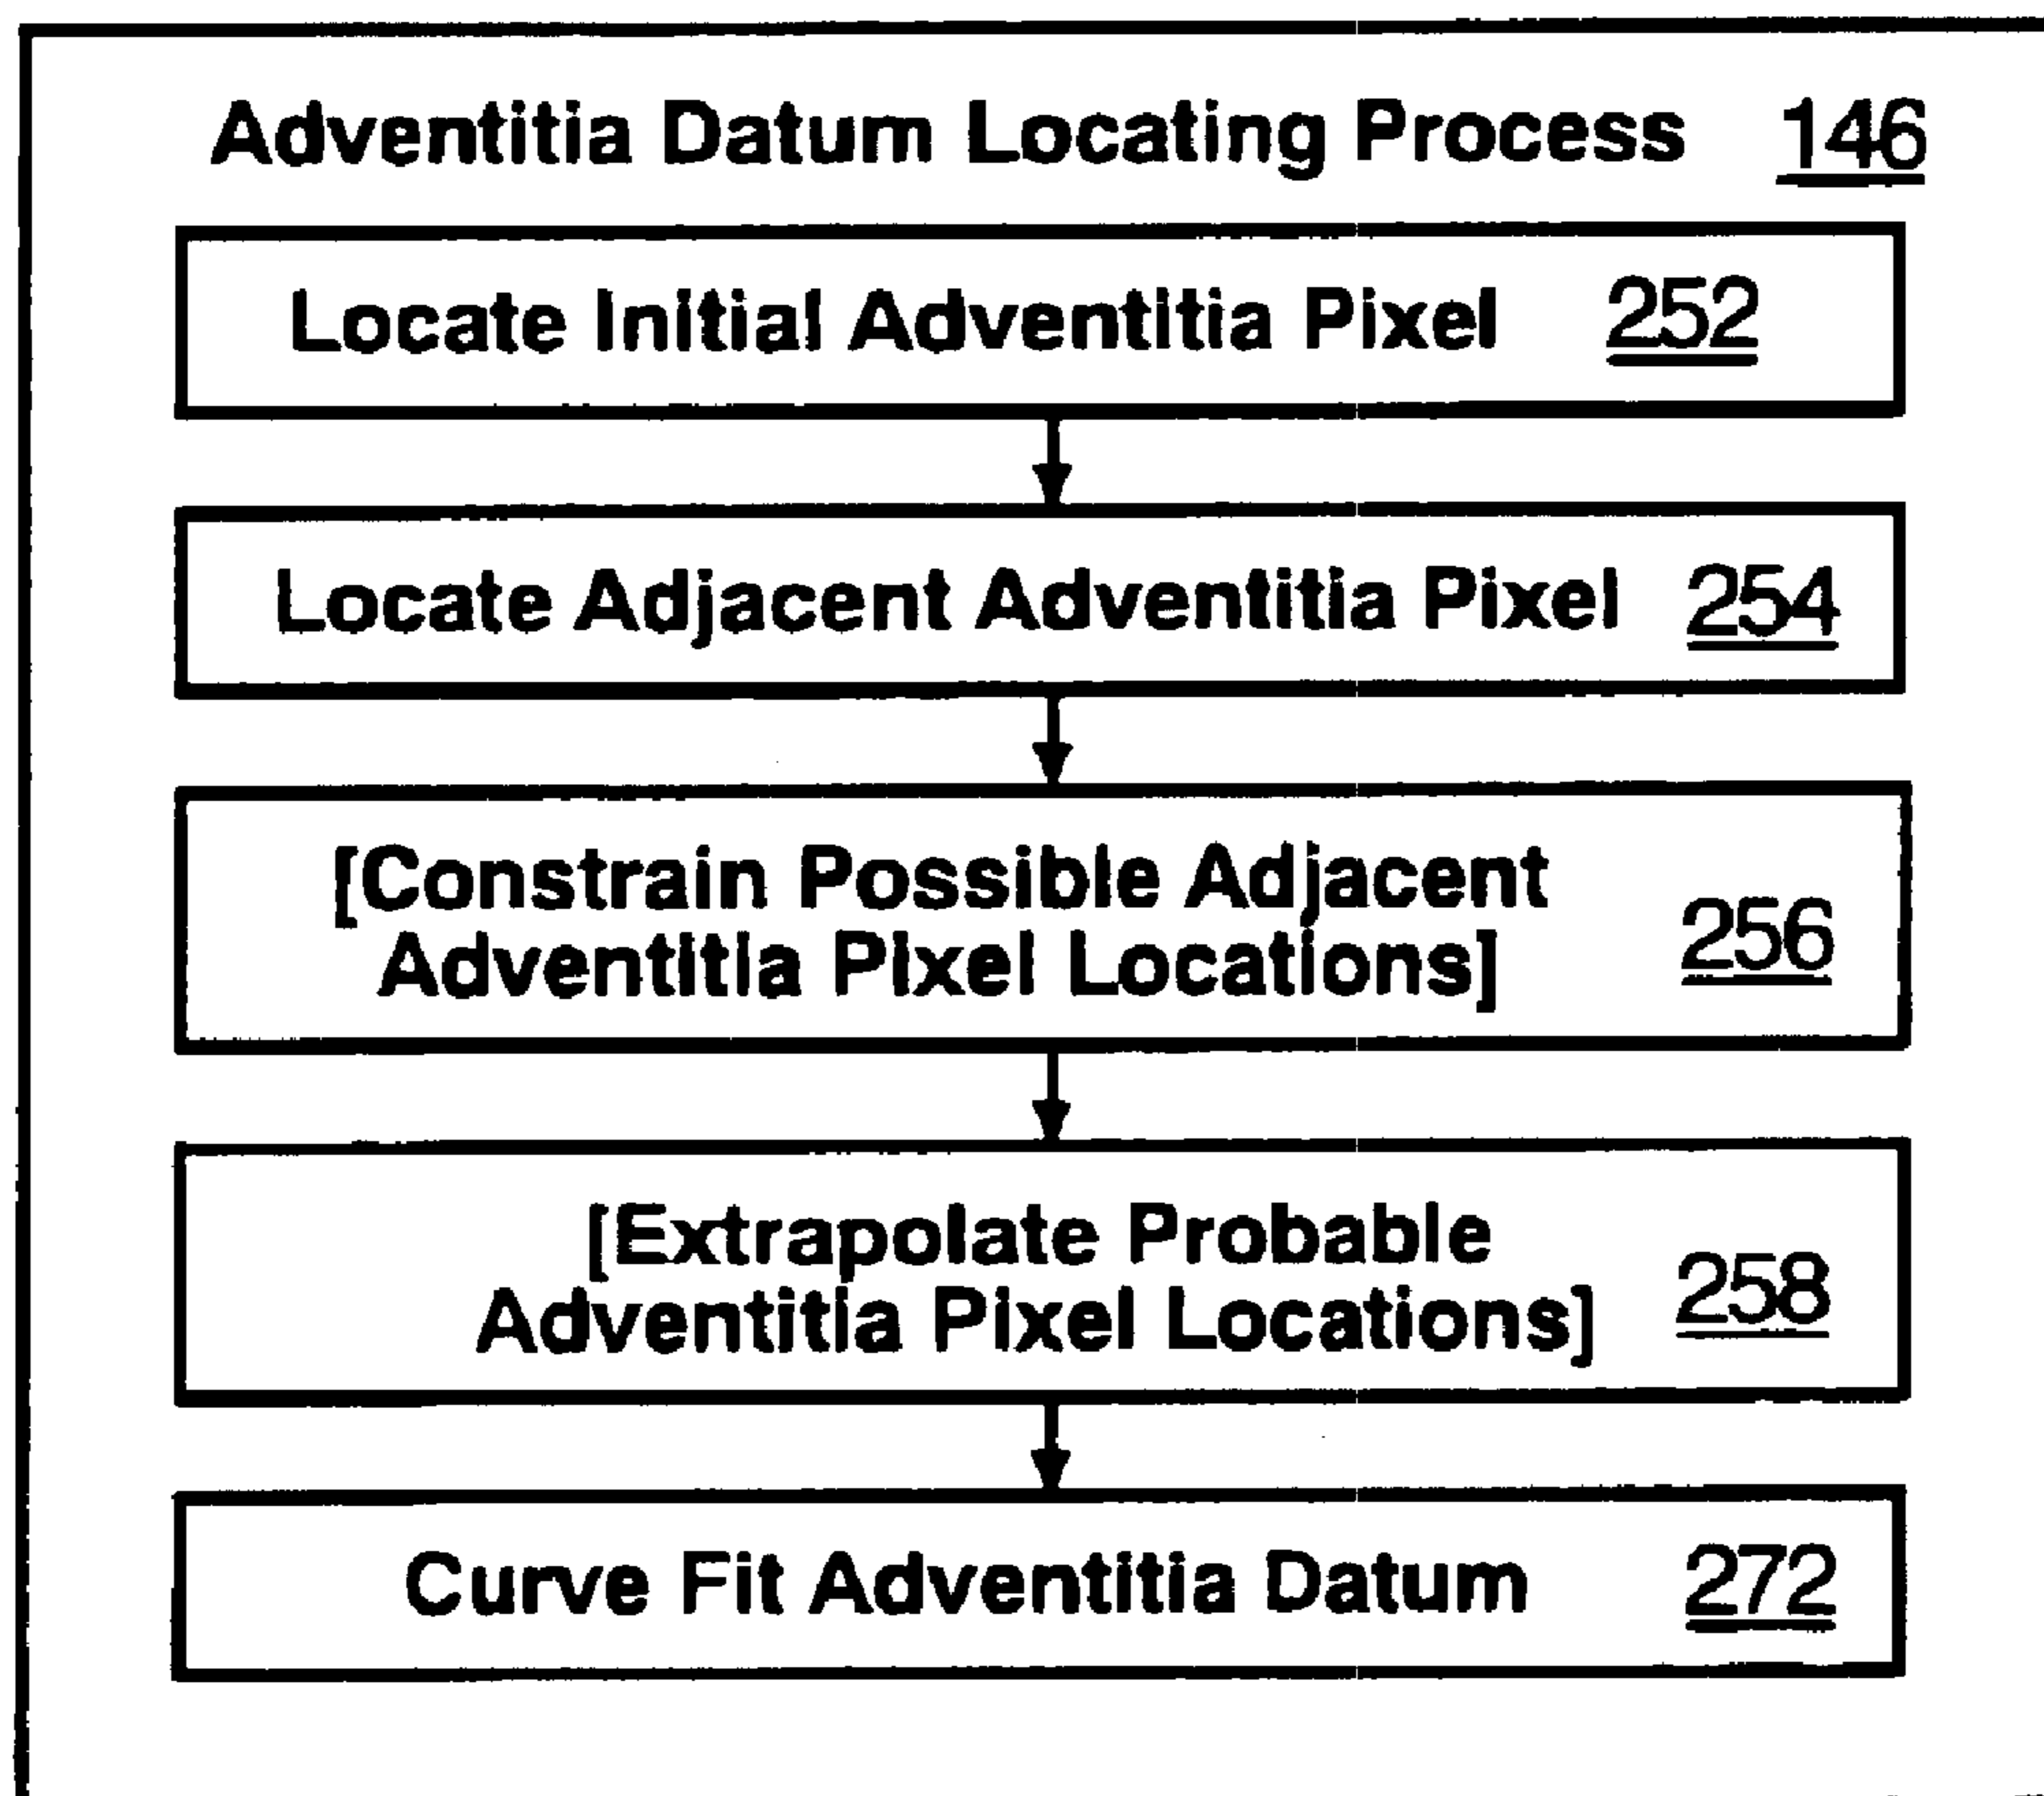 Adventitia Datum Locating Process 146
Locate Initial Adventitia Pixel 252
Locate Adjacent Adventitia Pixel 254
[Constrain Possible Adjacent
Adventitia Pixel Locations] 256
[Extrapolate Probable
Adventitia Pixel Locations] 258
Curve Fit Adventitia Datum 272